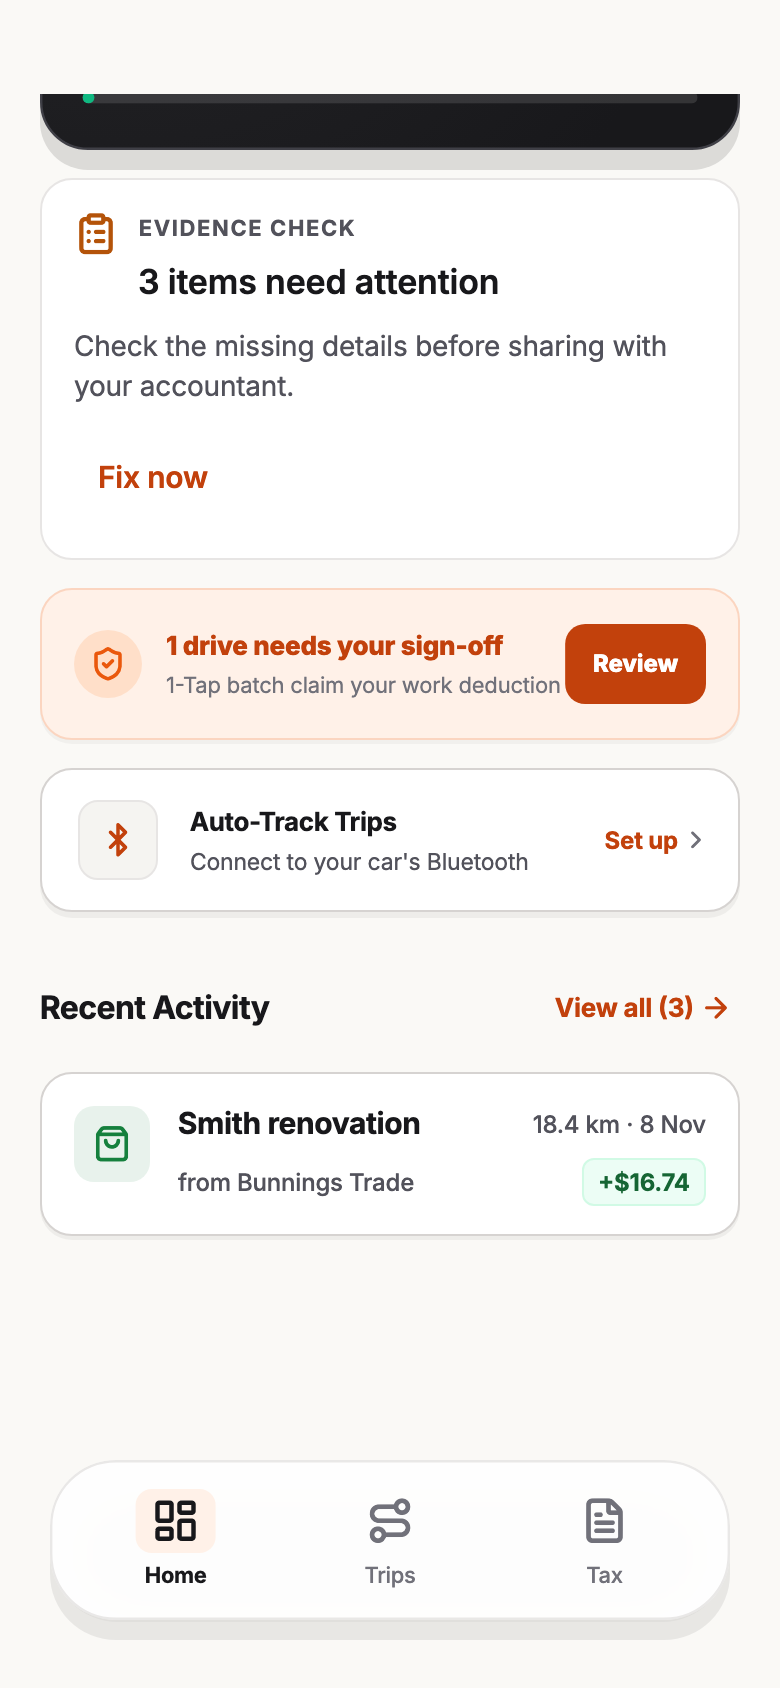 EVIDENCE CHECK
3 items need attention
Check the missing details before sharing with
your accountant.
Fix now
1 drive needs your sign-off
1-Tap batch claim your work deduction
Review
Auto-Track Trips
Connect to your car's Bluetooth
Set up
Recent Activity
View all (3)
Smith renovation
18.4 km · 8 Nov
from Bunnings Trade
+$16.74
Home
Trips
Tax